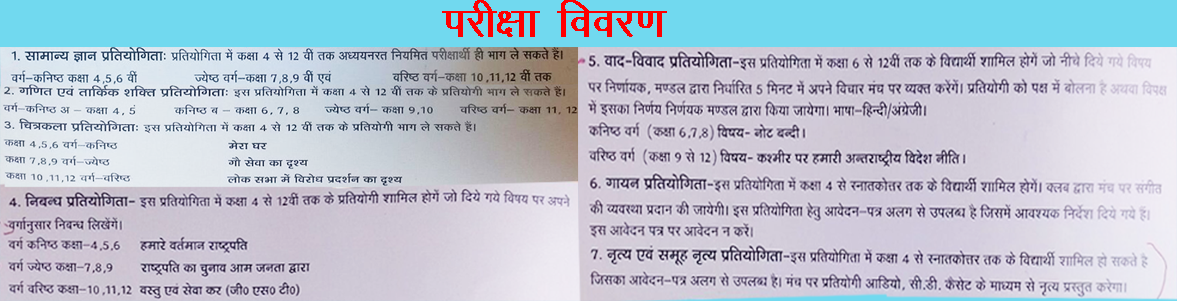 परीक्षा विवरण
1. सामान्य ज्ञान प्रतियोगिताः प्रतियोगिता में कक्षा 4 से 12 वीं तक अध्ययनरत नियमित परीक्षार्थी ही भाग ले सकते हैं।
वर्ग-कनिष्ठ कक्षा 4,5,6 वीं ज्येष्ठ वर्ग-कक्षा 7,8,9 वीं एवं वरिष्ठ वर्ग-कक्षा 10 ,11,12 वीं तक
2. गणित एवं तार्किक शक्ति प्रतियोगिताः इस प्रतियोगिता में कक्षा 4 से 12 वीं तक के प्रतियोगी भाग ले सकते हैं।
वर्ग-कनिष्ठ अ – कक्षा 4, 5 कनिष्ठ ब – कक्षा 6, 7, 8 ज्येष्ठ वर्ग– कक्षा 9,10 वरिष्ठ वर्ग– कक्षा 11, 12
3. चित्रकला प्रतियोगिताः इस प्रतियोगिता में कक्षा 4 से 12 वीं तक के प्रतियोगी भाग ले सकते है।
कक्षा 4,5,6 वर्ग–कनिष्ठ मेरा घर
कक्षा 7,8,9 वर्ग–ज्येष्ठ गौ सेवा का दृश्य
कक्षा 10 ,11,12 वर्ग–वरिष्ठ लोक सभा में विरोध प्रदर्शन का दृश्य
4. निबन्ध प्रतियोगिता– इस प्रतियोगिता में कक्षा 4 से 12वीं तक के प्रतियोगी शामिल होगें जो दिये गये विषय पर अपने
वर्गानुसार निबन्ध लिखेंगें।
वर्ग कनिष्ठ कक्षा–4,5,6 हमारे वर्तमान राष्ट्रपति
वर्ग ज्येष्ठ कक्षा–7,8,9 राष्ट्रपति का चुनाव आम जनता द्वारा
वर्ग वरिष्ठ कक्षा–10,11,12 वस्तु एवं सेवा कर (जी0 एस0 टी0)
5. वाद-विवाद प्रतियोगिता–इस प्रतियोगिता में कक्षा 6 से 12वीं तक के विद्यार्थी शामिल होगें जो नीचे दिये गये विषय
पर निर्णायक, मण्डल द्वारा निर्धारित 5 मिनट में अपने विचार मंच पर व्यक्त करेंगें। प्रतियोगी को पक्ष में बोलना है अथवा विपक्ष
में इसका निर्णय निर्णयक मण्डल द्वारा किया जायेगा। भाषा–हिन्दी/अंग्रेजी।
कनिष्ठ वर्ग (कक्षा 6,7,8) विषय– नोट बन्दी।
वरिष्ठ वर्ग (कक्षा 9 से 12) विषय– कश्मीर पर हमारी अन्तराष्ट्रीय विदेश नीति।
6. गायन प्रतियोगिता–इस प्रतियोगिता में कक्षा 4 से स्नातकोत्तर तक के विद्यार्थी शामिल होगें। क्लब द्वारा मंच पर संगीत
की व्यवस्था प्रदान की जायेगी। इस प्रतियोगिता हेतु आवेदन–पत्र अलग से उपलब्ध है जिसमें आवश्यक निर्देश दिये गये हैं।
इस आवेदन पत्र पर आवेदन न करें।
7. नृत्य एवं समूह नृत्य प्रतियोगिता–इस प्रतियोगिता में कक्षा 4 से स्नातकोत्तर तक के विद्यार्थी शामिल हो सकते है
जिसका आवेदन–पत्र अलग से उपलब्ध है। मंच पर प्रतियोगी आडियो, सी.डी. कैसेट के माध्यम से नृत्य प्रस्तुत करेगा।